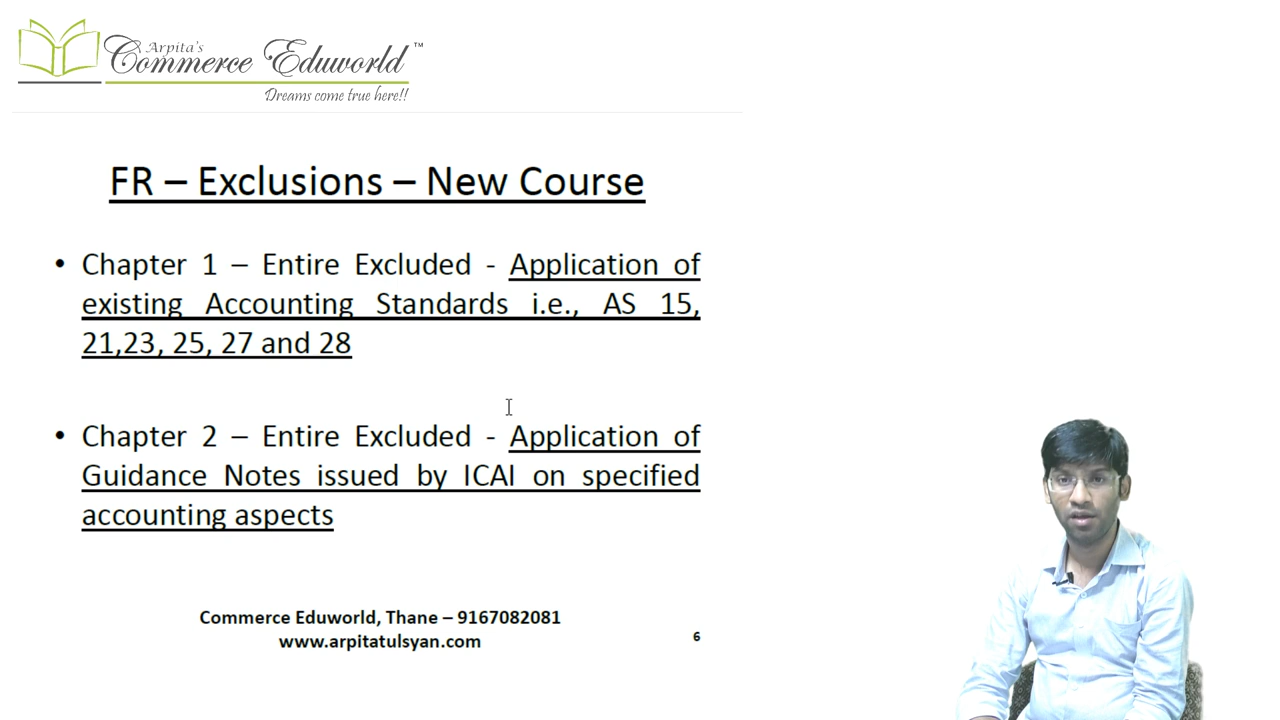 Arpita's
Commerce Eduworld ™
Dreams come true here!!
FR – Exclusions – New Course
• Chapter 1 – Entire Excluded - Application of
existing Accounting Standards i.e., AS 15,
21,23, 25, 27 and 28
• Chapter 2 – Entire Excluded - Application of
Guidance Notes issued by ICAI on specified
accounting aspects
Commerce Eduworld, Thane – 9167082081
www.arpitatulsyan.com
6